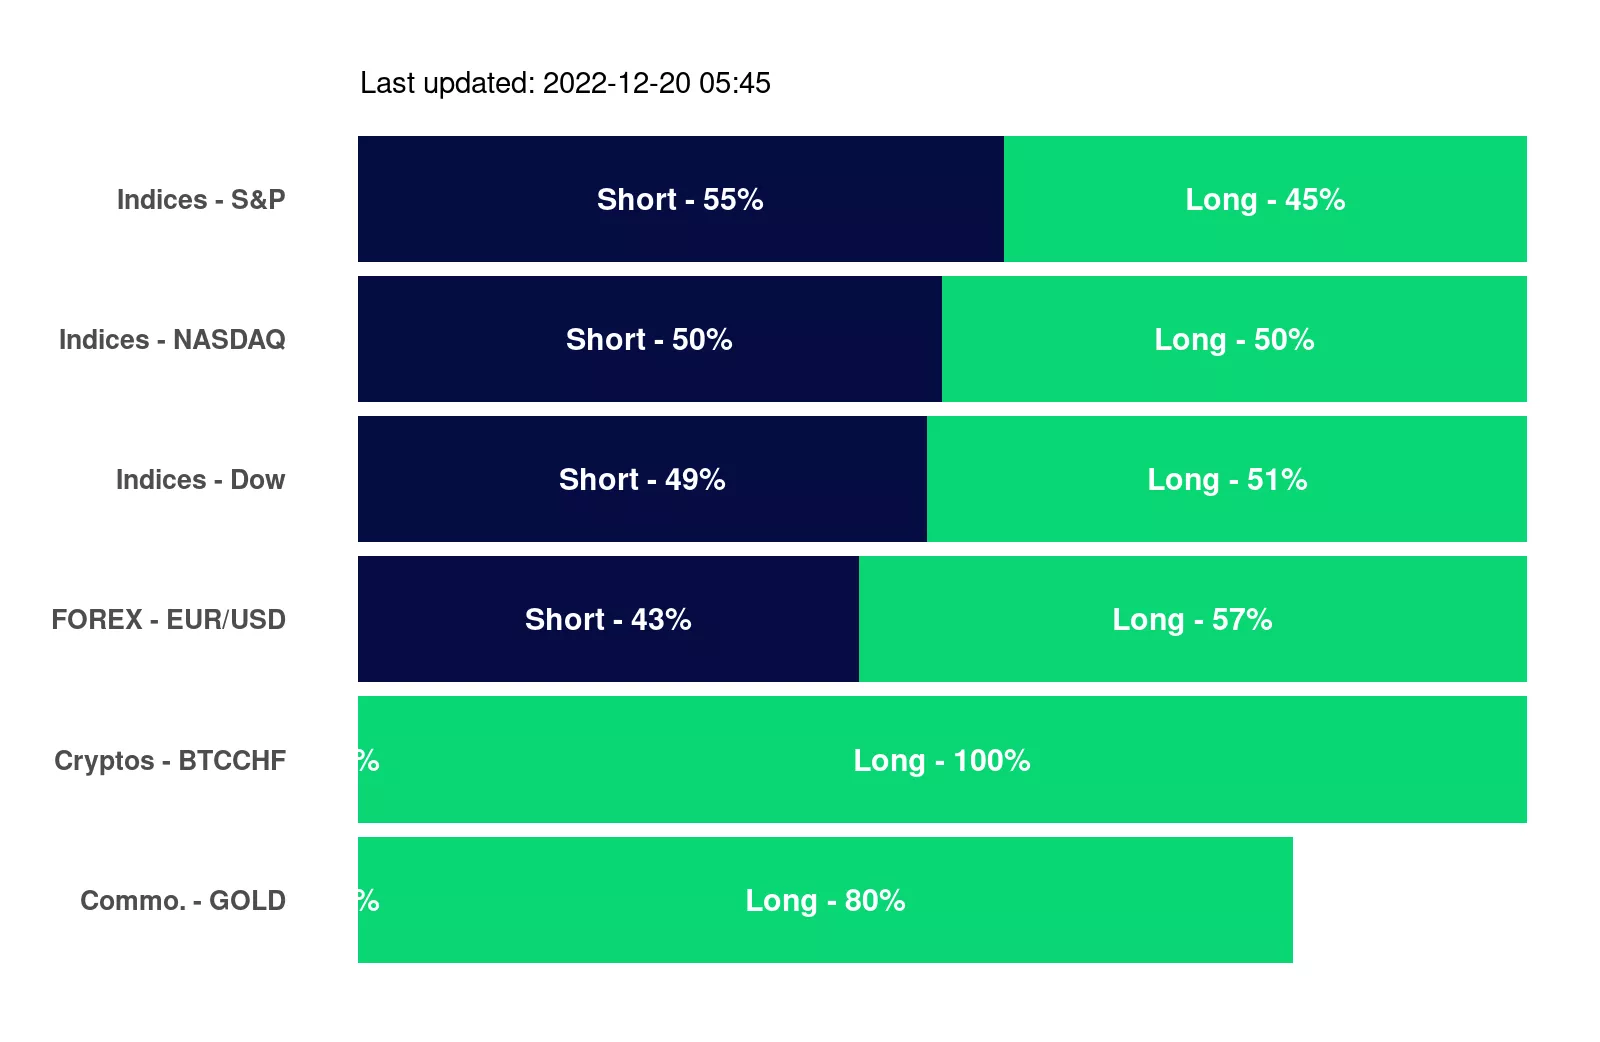 Last updated: 2022-12-20 05:45
Indices - S&P Short - 55% Long - 45%
Indices - NASDAQ Short - 50% Long - 50%
Indices - Dow Short - 49% Long - 51%
FOREX - EUR/USD Short - 43% Long - 57%
Cryptos - BTCCHF % Long - 100%
Commo. - GOLD % Long - 80%